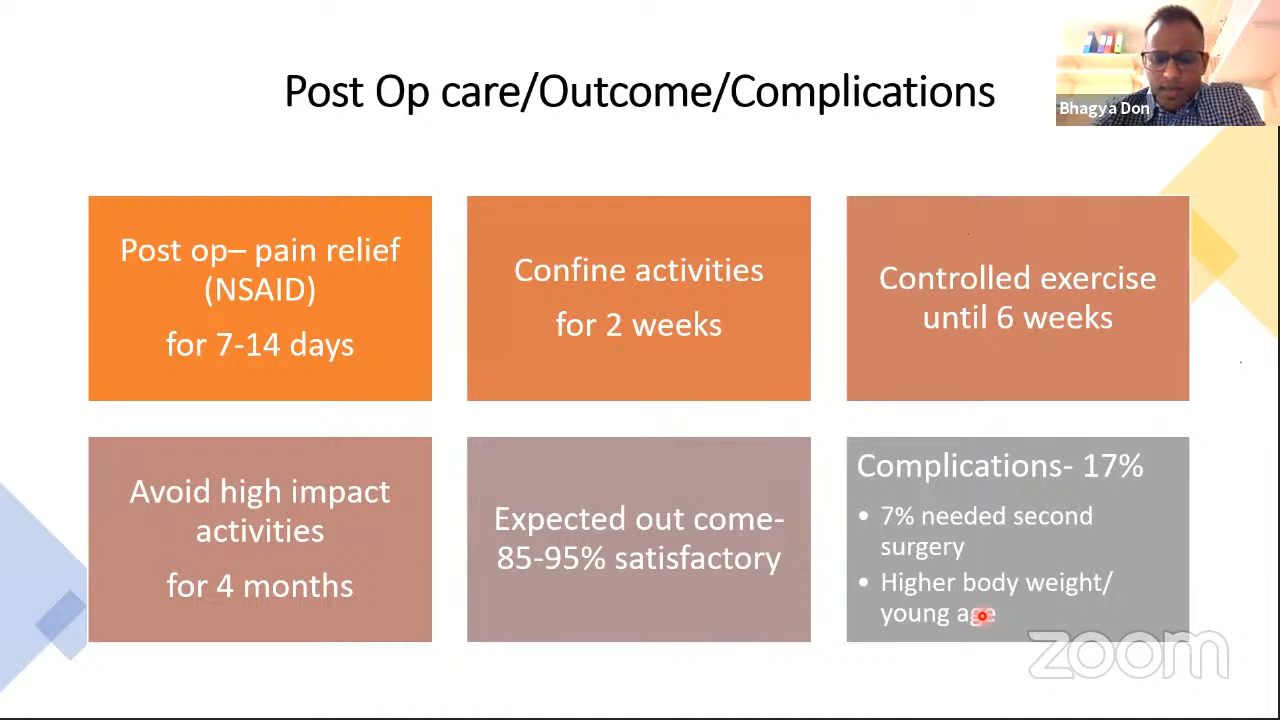 Post Op care/Outcome/Complications
Bhagya Don
Post op– pain relief
(NSAID)
for 7-14 days
Confine activities
for 2 weeks
Controlled exercise
until 6 weeks
Avoid high impact
activities
for 4 months
Expected out come-
85-95% satisfactory
Complications- 17%
• 7% needed second
surgery
• Higher body weight/
young age
zoom